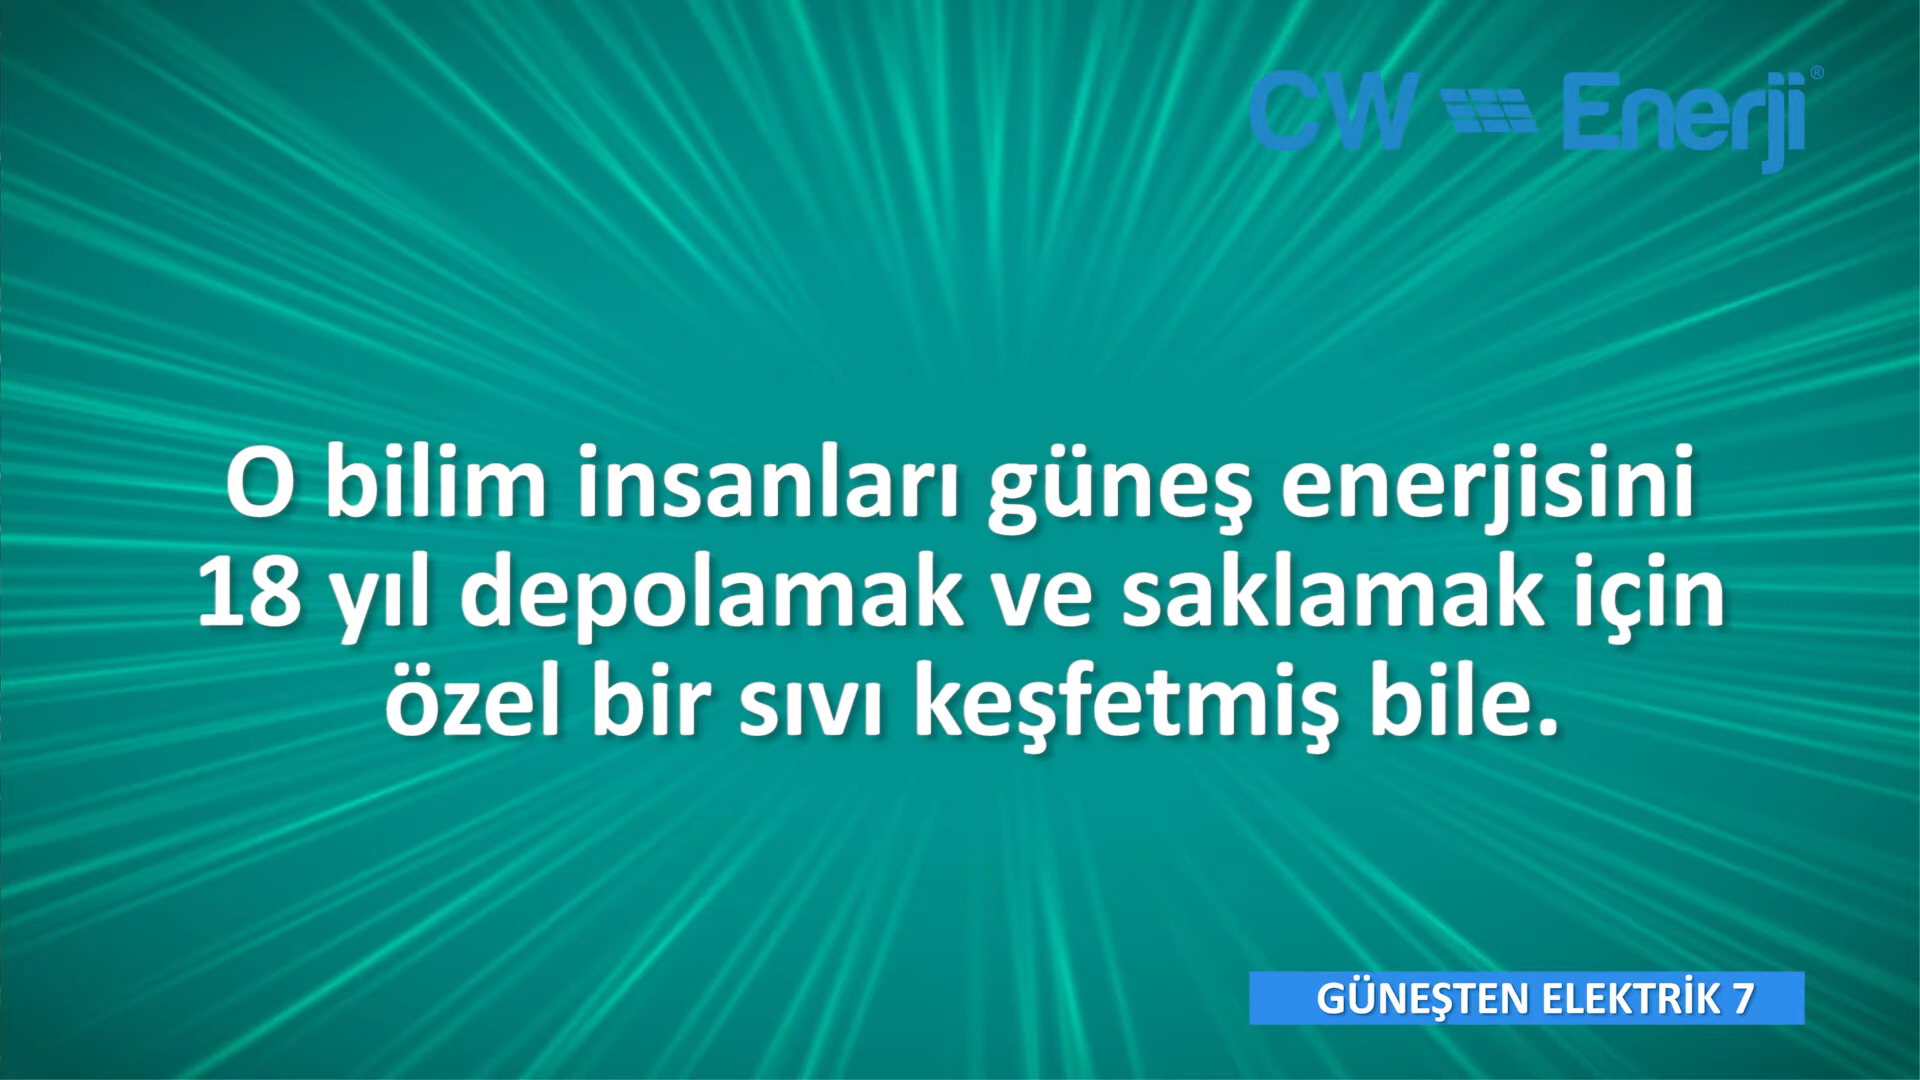 CW Enerji®
O bilim insanları güneş enerjisini
18 yıl depolamak ve saklamak için
özel bir sıvı keşfetmiş bile.
GÜNEŞTEN ELEKTRİK 7